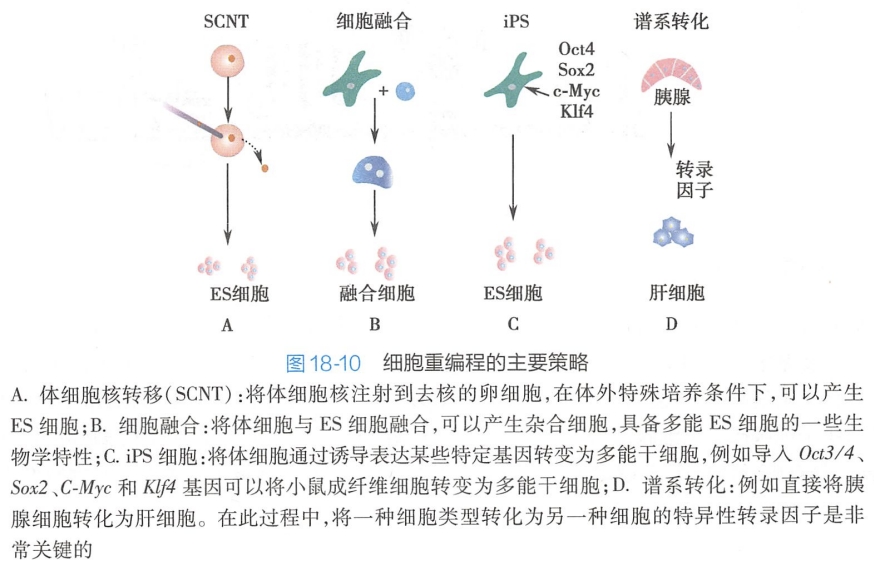 SCNT
细胞融合
iPS
谱系转化
Oct4
Sox2
c-Myc
Klf4
+
胰腺
转录
因子
ES细胞
融合细胞
ES细胞
肝细胞
A
B
C
D
图 18-10 细胞重编程的主要策略
A. 体细胞核转移(SCNT):将体细胞核注射到去核的卵细胞,在体外特殊培养条件下,可以产生
ES 细胞;B. 细胞融合:将体细胞与 ES 细胞融合,可以产生杂合细胞,具备多能 ES 细胞的一些生
物学特性;C. iPS 细胞:将体细胞通过诱导表达某些特定基因转变为多能干细胞,例如导入 Oct3/4、
Sox2、C-Myc 和 Klf4 基因可以将小鼠成纤维细胞转变为多能干细胞;D. 谱系转化:例如直接将胰
腺细胞转化为肝细胞。在此过程中,将一种细胞类型转化为另一种细胞的特异性转录因子是非
常关键的